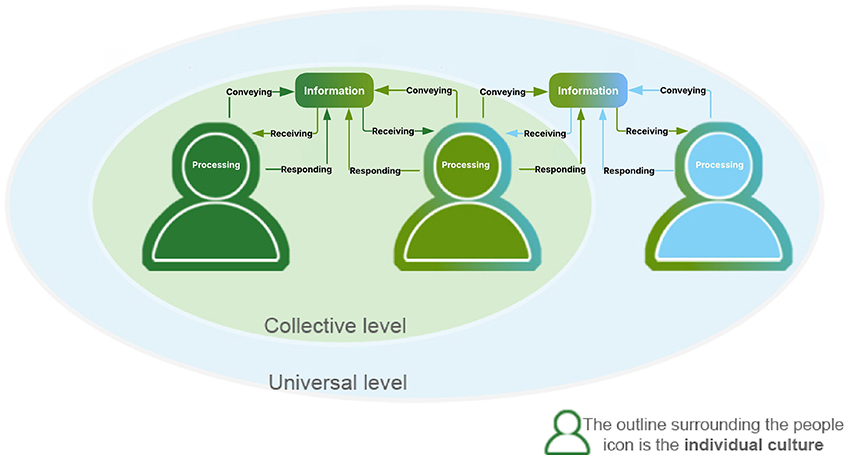 Conveying
Information
Conveying
Conveying
Information
Conveying
Receiving
Receiving
Receiving
Receiving
Processing
Responding
Responding
Processing
Responding
Responding
Processing
Collective level
Universal level
The outline surrounding the people
icon is the individual culture